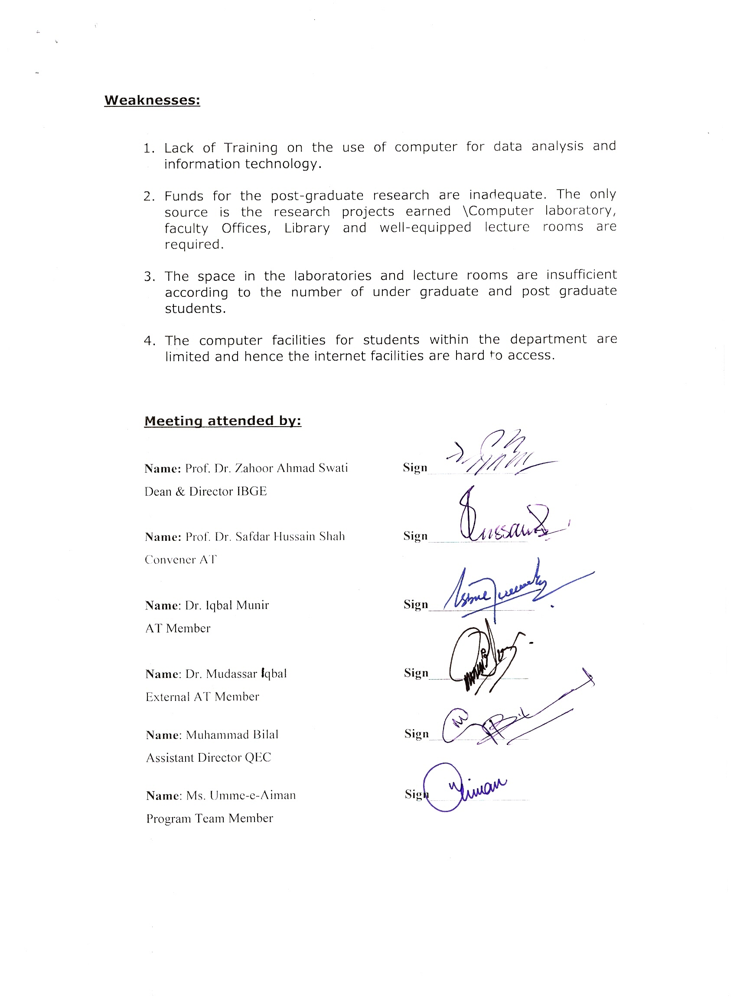 Weaknesses:
1. Lack of Training on the use of computer for data analysis and
information technology.
2. Funds for the post-graduate research are inadequate. The only
source is the research projects earned \Computer laboratory,
faculty Offices, Library and well-equipped lecture rooms are
required.
3. The space in the laboratories and lecture rooms are insufficient
according to the number of under graduate and post graduate
students.
4. The computer facilities for students within the department are
limited and hence the internet facilities are hard to access.
Meeting attended by:
Name: Prof. Dr. Zahoor Ahmad Swati Sign
Dean & Director IBGE
Name: Prof. Dr. Safdar Hussain Shah Sign
Convener AT
Name: Dr. Iqbal Munir Sign
AT Member
Name: Dr. Mudassar Iqbal Sign
External AT Member
Name: Muhammad Bilal Sign
Assistant Director QEC
Name: Ms. Umme-e-Aiman Sign
Program Team Member